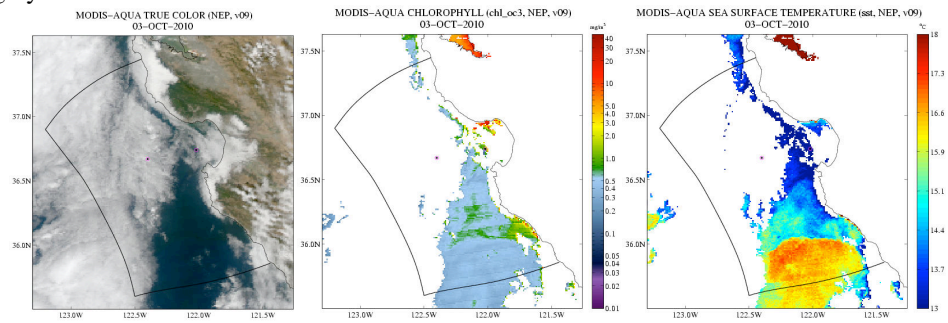 MODIS-AQUA TRUE COLOR (NEP, v09)
03-OCT-2010
37.5N
37.0N
36.5N
36.0N
123.0W 122.5W 122.0W 121.5W
MODIS-AQUA CHLOROPHYLL (chl_oc3, NEP, v09)
03-OCT-2010
mg/m³
37.5N
37.0N
36.5N
36.0N
123.0W 122.5W 122.0W 121.5W
40
30
20
10
5.0
4.0
3.0
2.0
1.0
0.5
0.4
0.3
0.2
0.1
0.05
0.04
0.03
0.02
0.01
MODIS-AQUA SEA SURFACE TEMPERATURE (sst, NEP, v09)
03-OCT-2010
°C
37.5N
37.0N
36.5N
36.0N
123.0W 122.5W 122.0W 121.5W
18
17.3
16.6
15.9
15.1
14.4
13.7
13